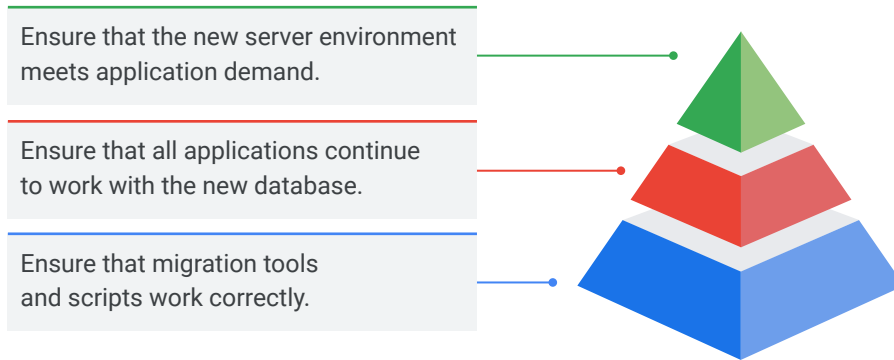 Ensure that the new server environment
meets application demand.
Ensure that all applications continue
to work with the new database.
Ensure that migration tools
and scripts work correctly.